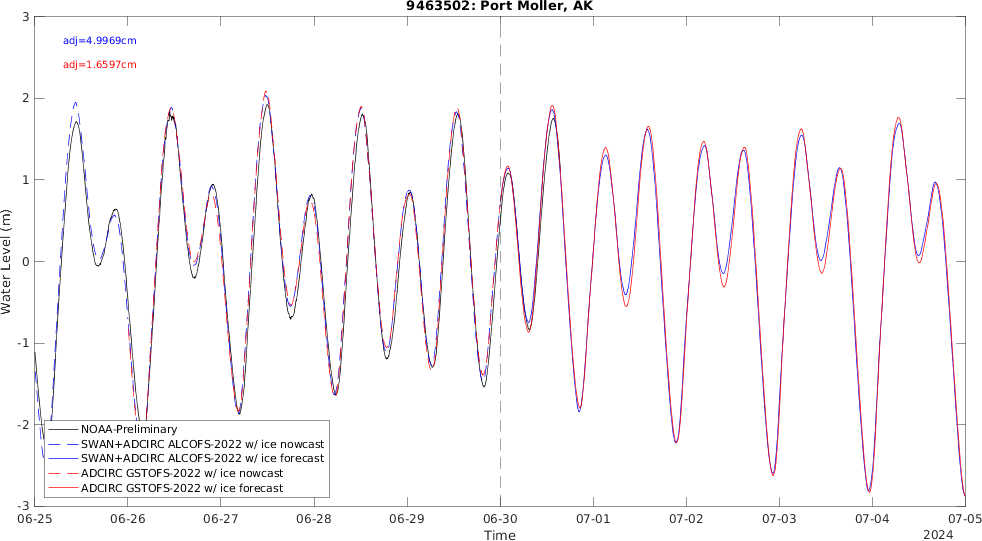 9463502: Port Moller, AK
adj=4.9969cm
adj=1.6597cm
Water Level (m)
3
2
1
0
-1
-2
-3
NOAA-Preliminary
SWAN+ADCIRC ALCOFS-2022 w/ ice nowcast
SWAN+ADCIRC ALCOFS-2022 w/ ice forecast
ADCIRC GSTOFS-2022 w/ ice nowcast
ADCIRC GSTOFS-2022 w/ ice forecast
06-25 06-26 06-27 06-28 06-29 06-30 07-01 07-02 07-03 07-04 07-05
Time
2024